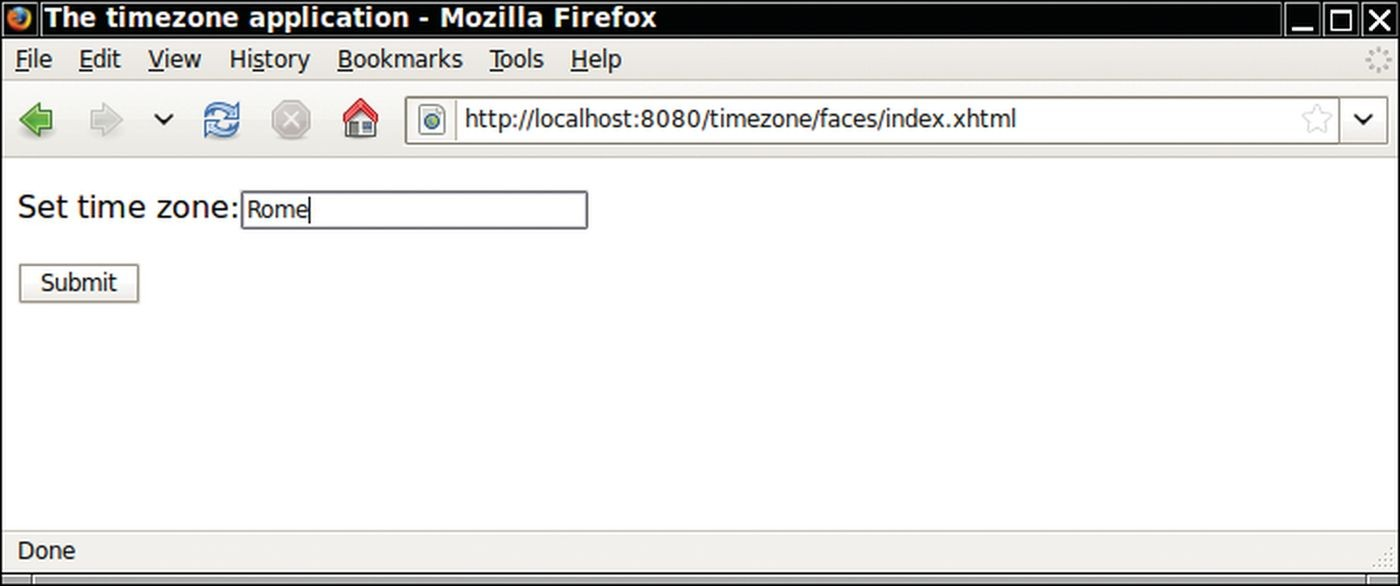 The timezone application - Mozilla Firefox
File Edit View History Bookmarks Tools Help
http://localhost:8080/timezone/faces/index.xhtml
Set time zone: Rome
Submit
Done